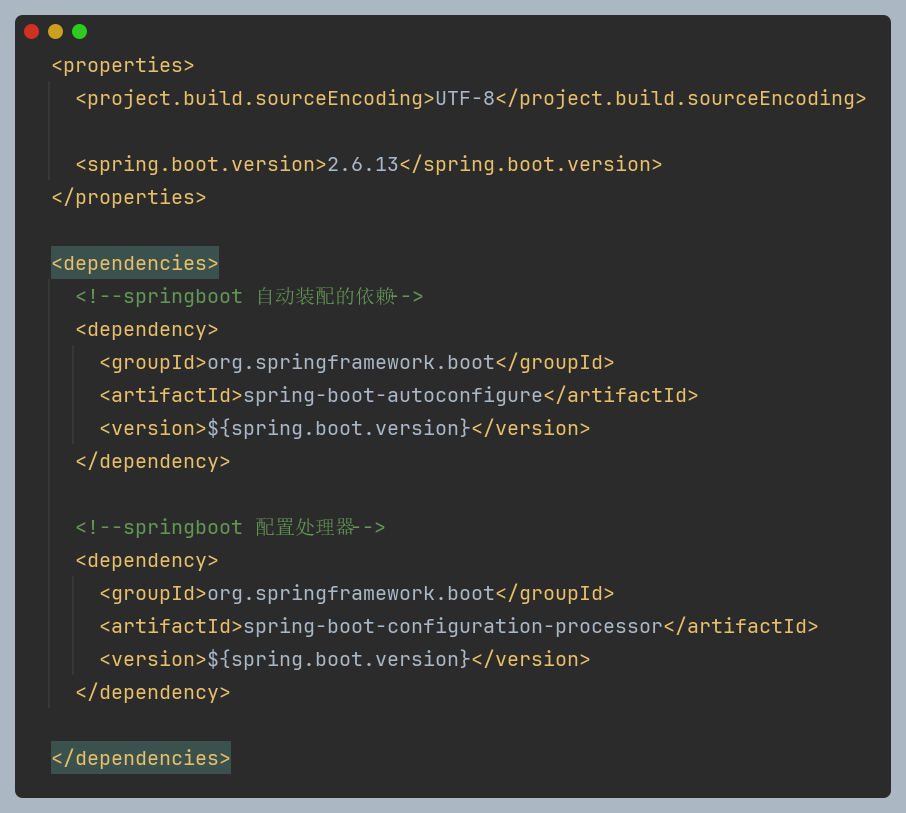 <properties>
<project.build.sourceEncoding>UTF-8</project.build.sourceEncoding>
<spring.boot.version>2.6.13</spring.boot.version>
</properties>
<dependencies>
<!--springboot 自动装配的依赖-->
<dependency>
<groupId>org.springframework.boot</groupId>
<artifactId>spring-boot-autoconfigure</artifactId>
<version>${spring.boot.version}</version>
</dependency>
<!--springboot 配置处理器-->
<dependency>
<groupId>org.springframework.boot</groupId>
<artifactId>spring-boot-configuration-processor</artifactId>
<version>${spring.boot.version}</version>
</dependency>
</dependencies>